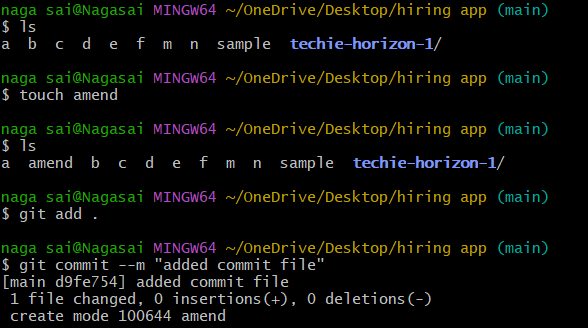 naga sai@Nagasai MINGW64 ~/OneDrive/Desktop/hiring app (main)
$ ls
a  b  c  d  e  f  m  n  sample  techie-horizon-1/
naga sai@Nagasai MINGW64 ~/OneDrive/Desktop/hiring app (main)
$ touch amend
naga sai@Nagasai MINGW64 ~/OneDrive/Desktop/hiring app (main)
$ ls
a  amend  b  c  d  e  f  m  n  sample  techie-horizon-1/
naga sai@Nagasai MINGW64 ~/OneDrive/Desktop/hiring app (main)
$ git add .
naga sai@Nagasai MINGW64 ~/OneDrive/Desktop/hiring app (main)
$ git commit --m "added commit file"
[main d9fe754] added commit file
 1 file changed, 0 insertions(+), 0 deletions(-)
 create mode 100644 amend